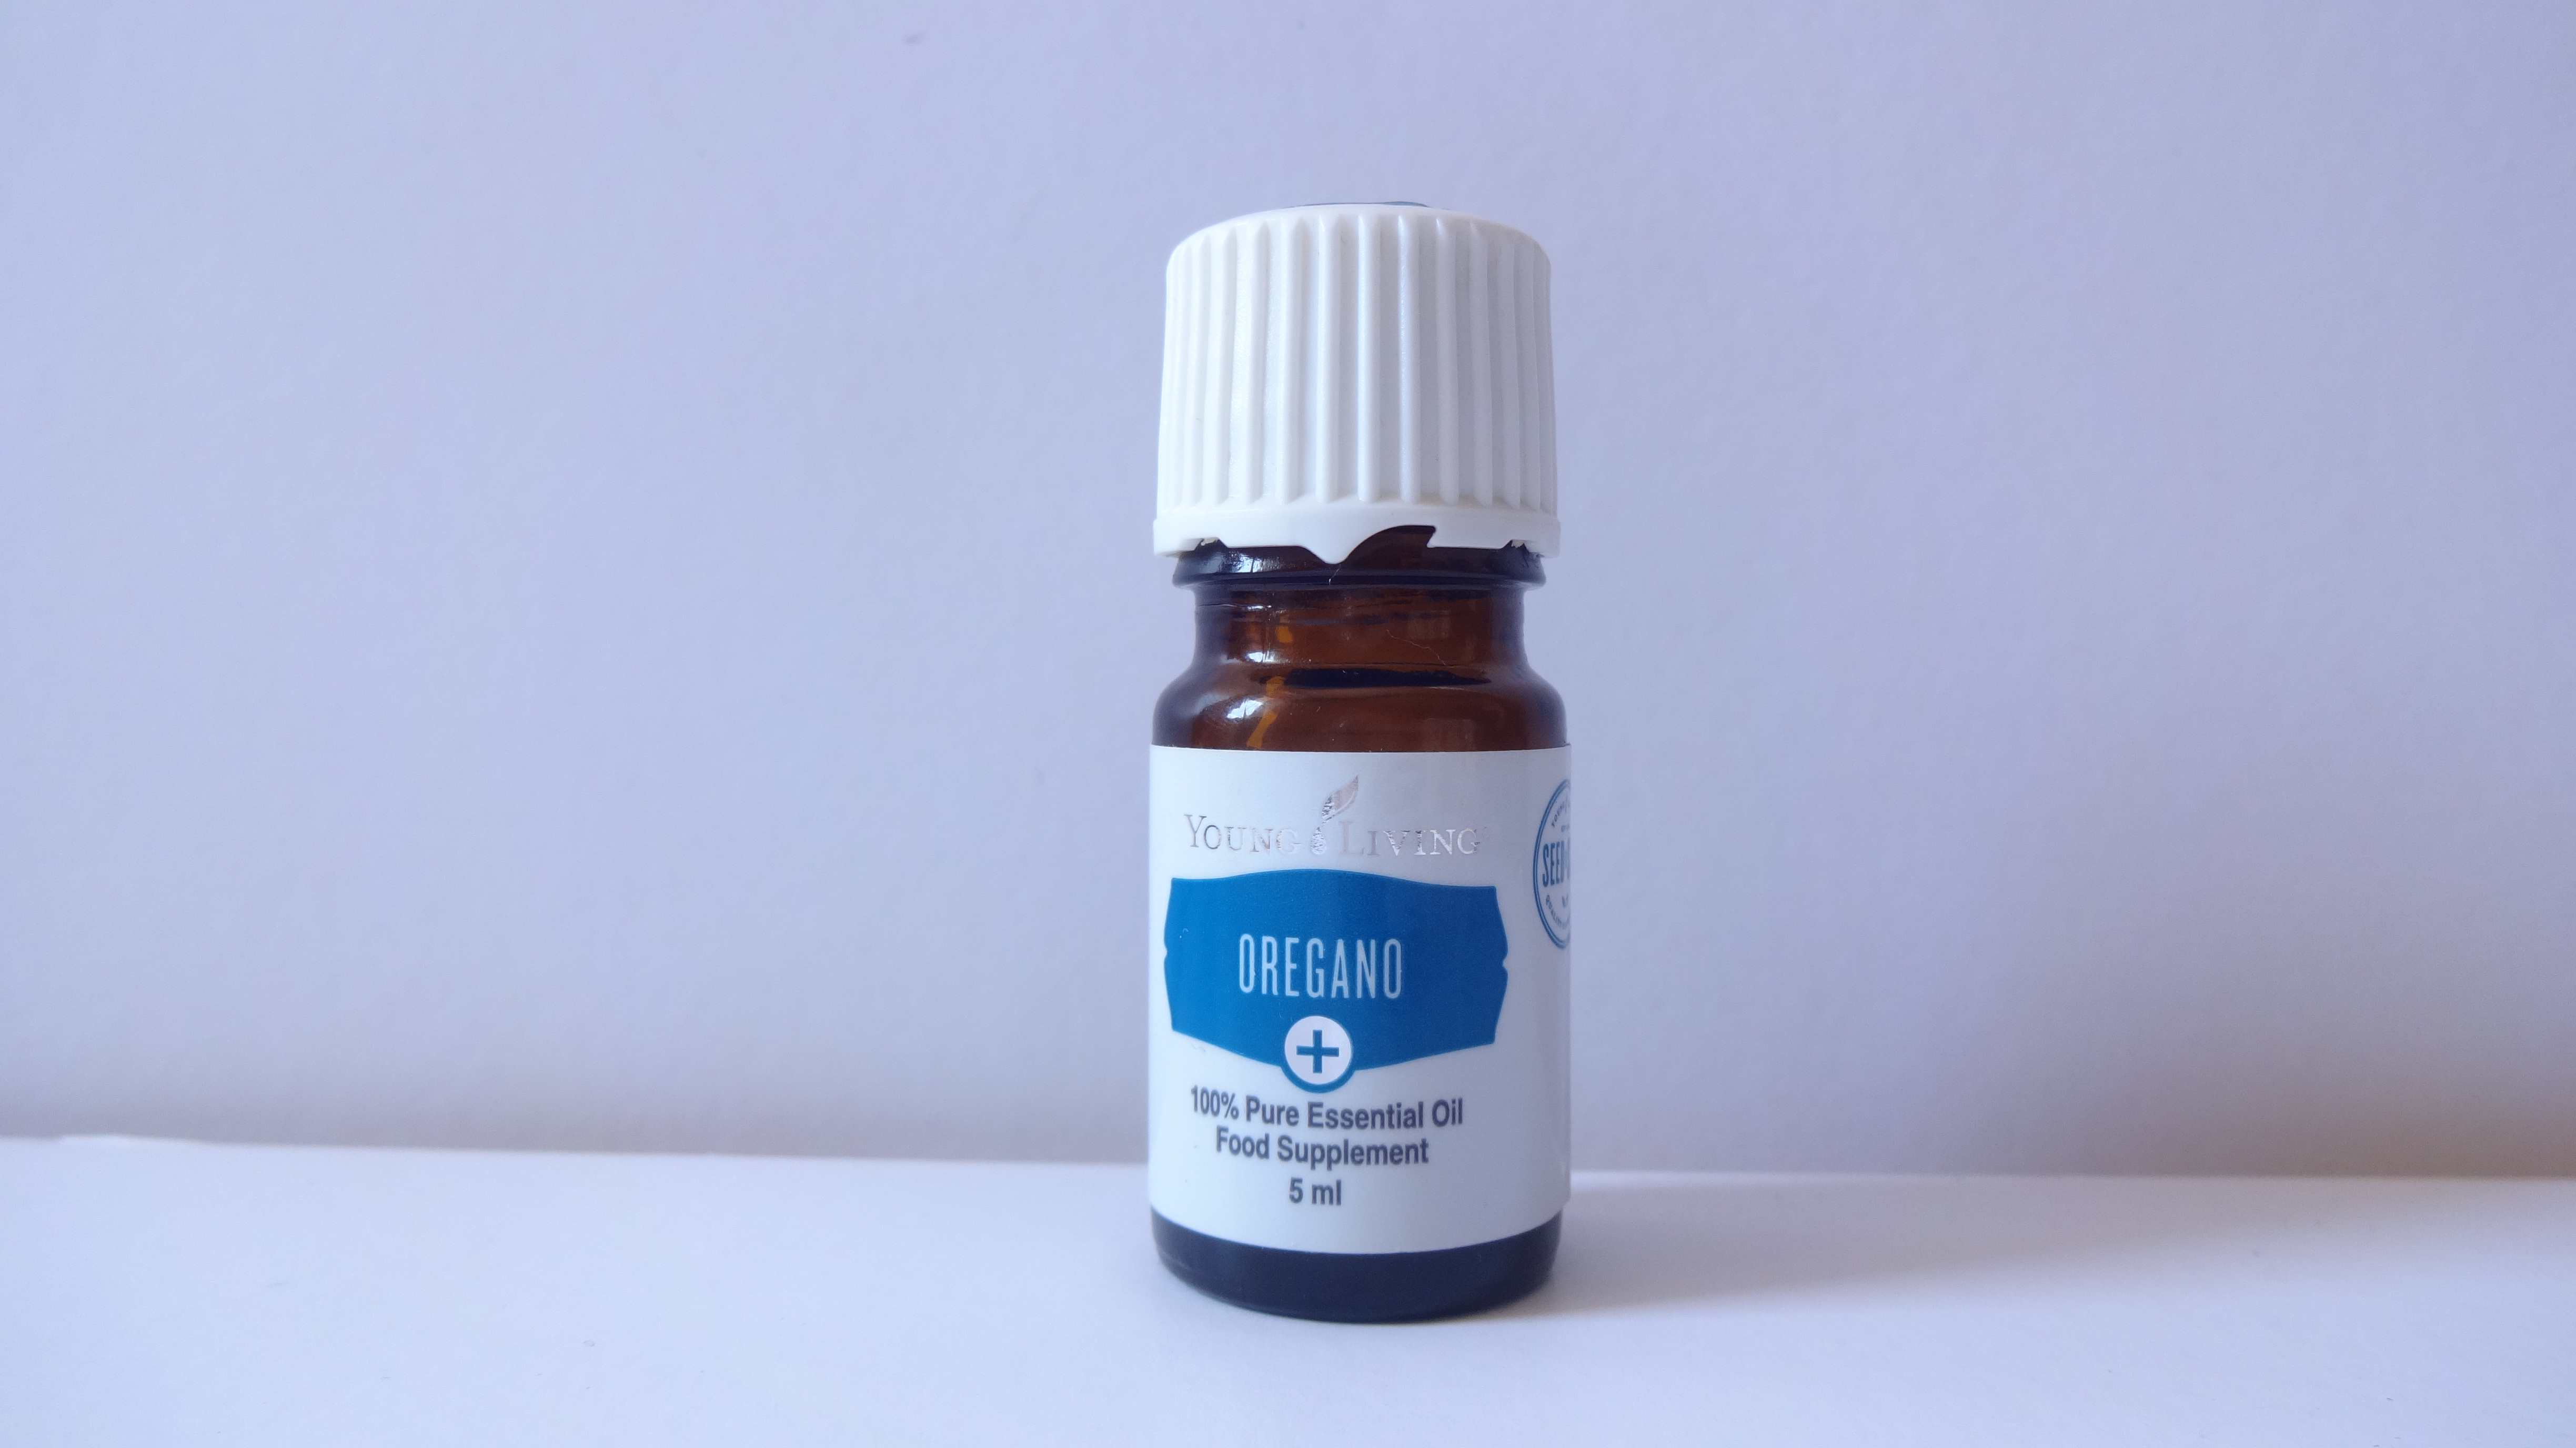 YOUNG LIVING
OREGANO
+
100% Pure Essential Oil
Food Supplement
5 ml